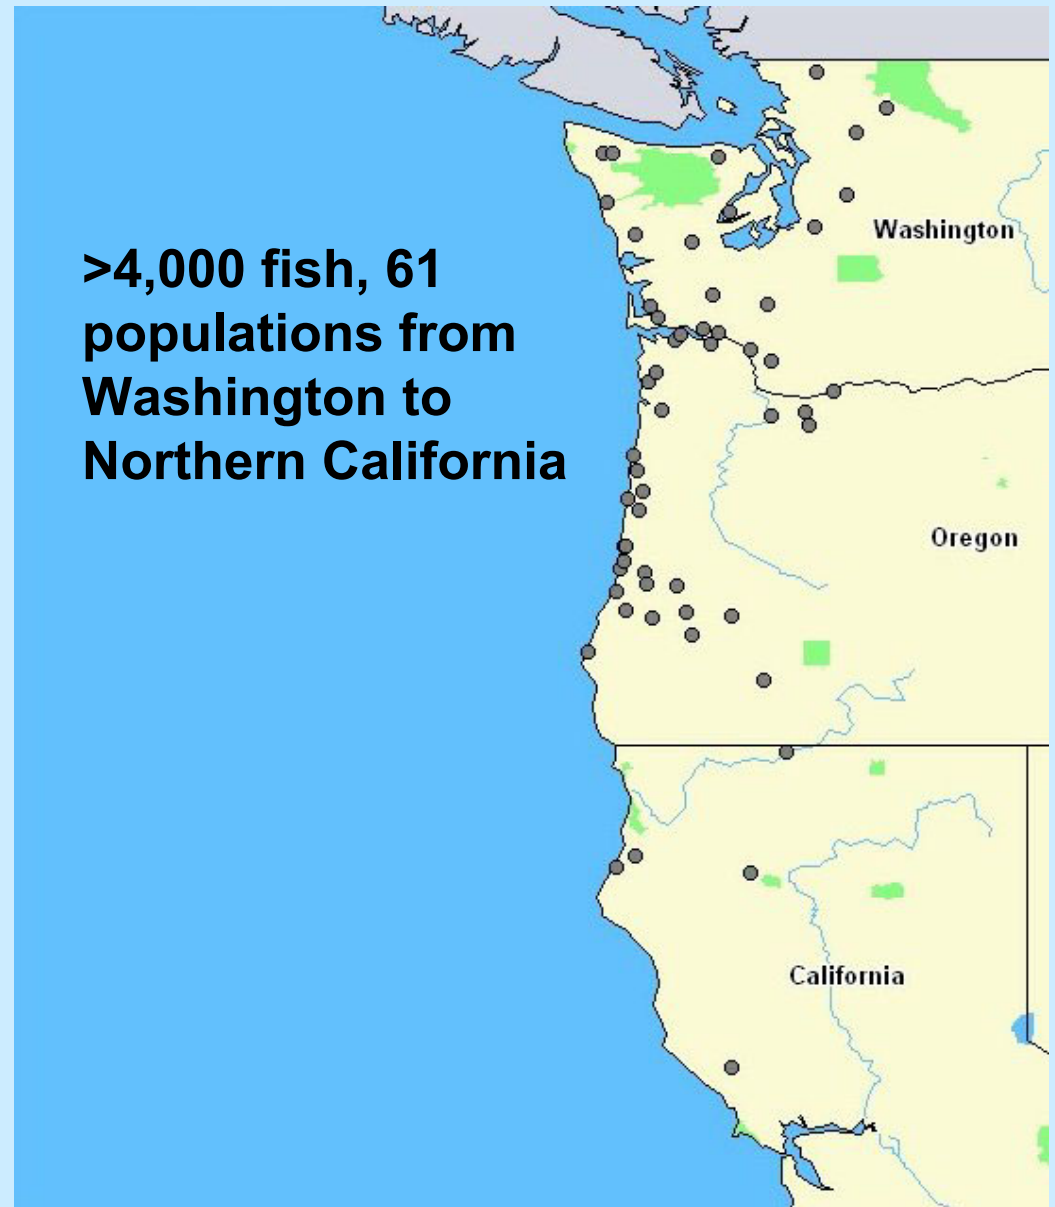 >4,000 fish, 61
populations from
Washington to
Northern California
Washington
Oregon
California